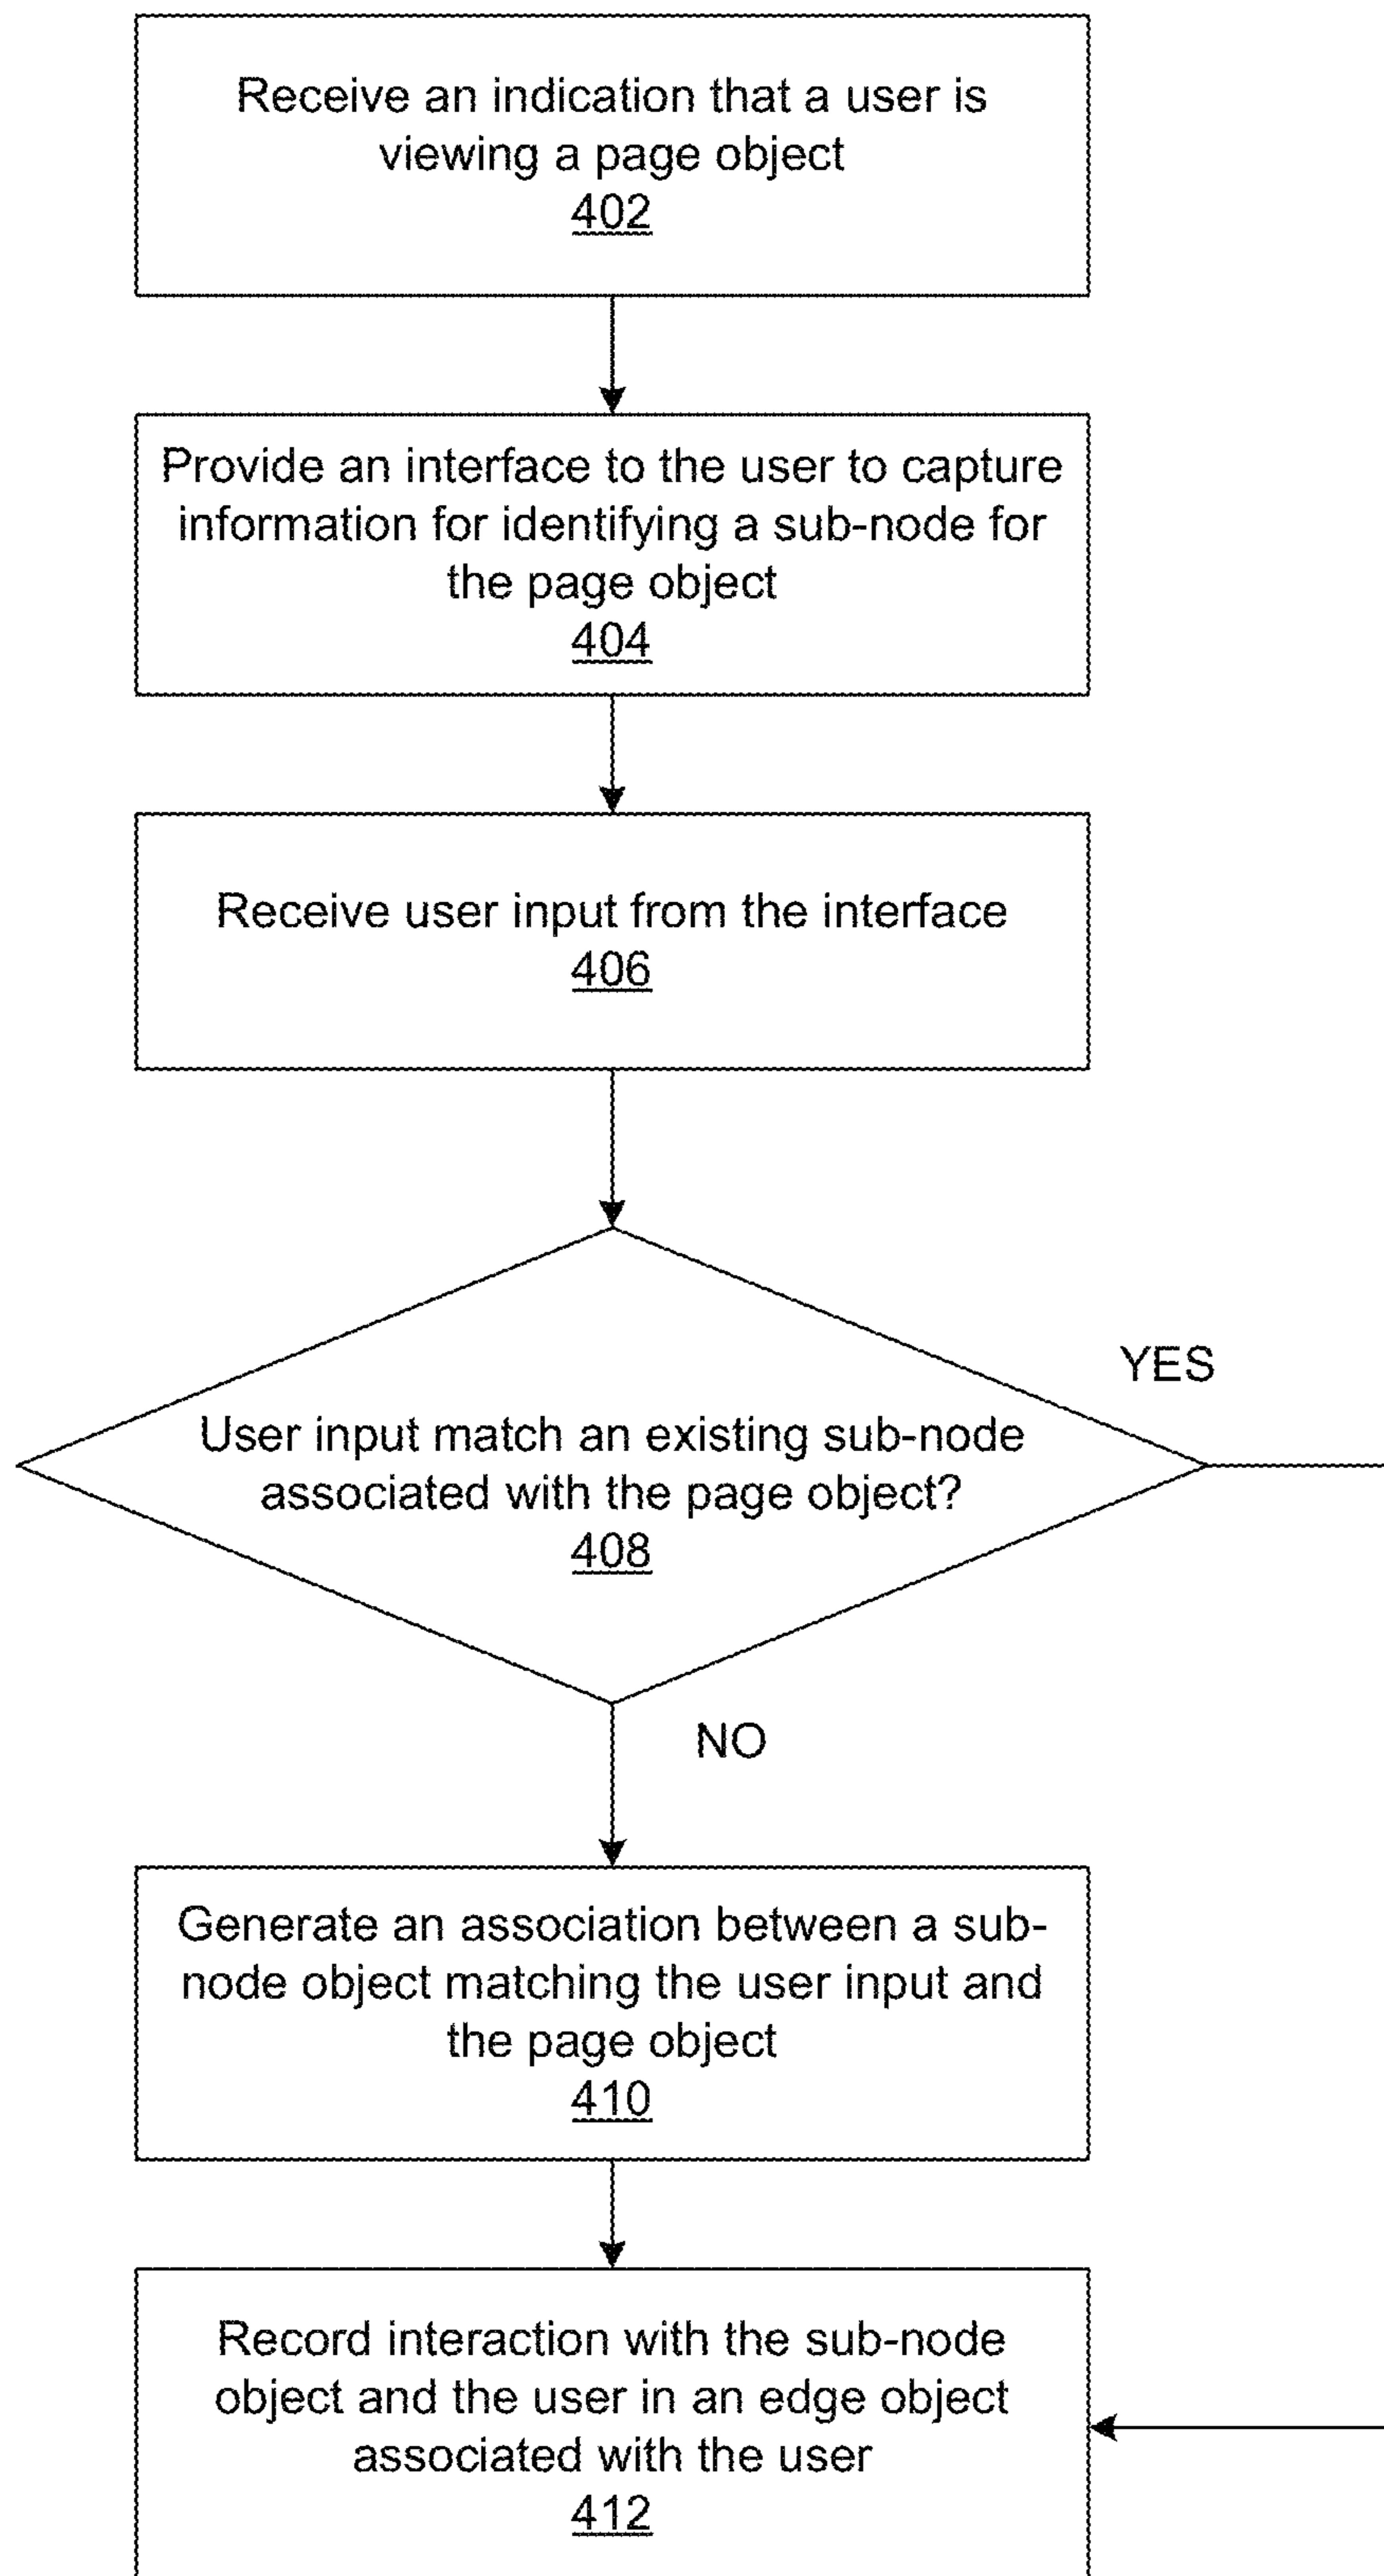 Receive an indication that a user is
viewing a page object
402
Provide an interface to the user to capture
information for identifying a sub-node for
the page object
404
Receive user input from the interface
406
YES
User input match an existing sub-node
associated with the page object?
408
NO
Generate an association between a sub-
node object matching the user input and
the page object
410
Record interaction with the sub-node
object and the user in an edge object
associated with the user
412